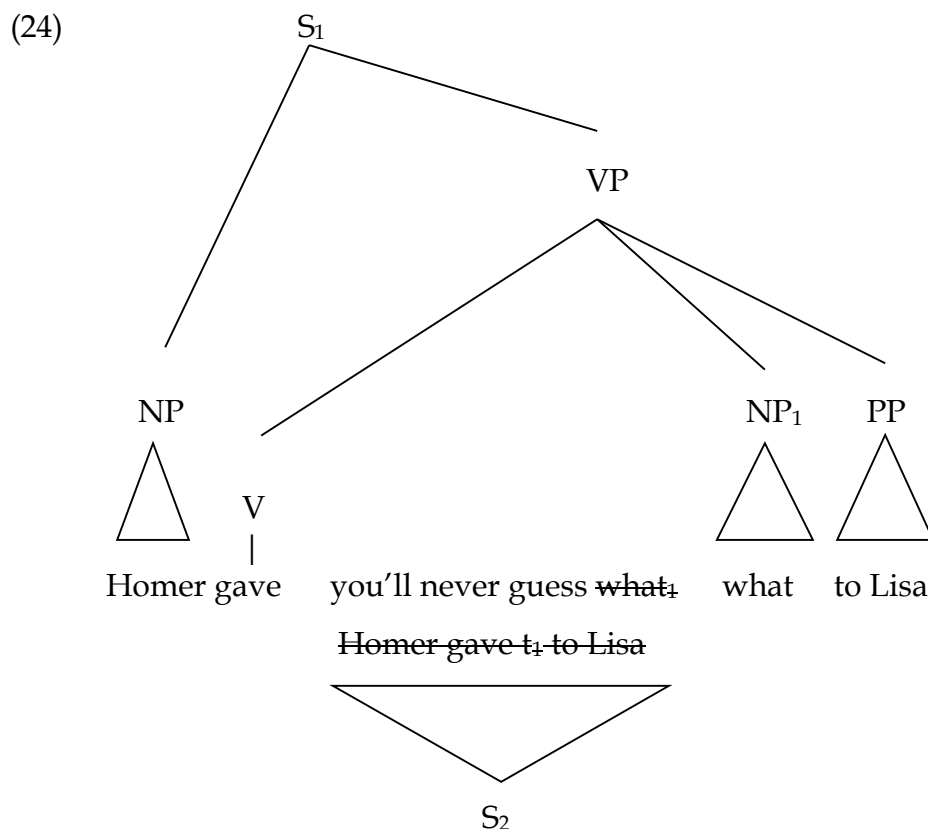 (24) S₁
VP
NP NP₁ PP
V
Homer gave you'll never guess what₁ what to Lisa
Homer gave t₁ to Lisa
S₂